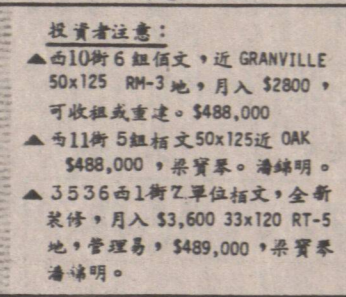 投資者注意：
▲西10街6組佰文，近 GRANVILLE
50x125 RM-3地，月入 $2800，
可收租或重建。$488,000
▲西11街 5組栢文50x125近 OAK
$488,000，梁寶琴。潘錦明。
▲3536西1街7單位栢文，全新
裝修，月入 $3,600 33x120 RT-5
地，管理易，$489,000，梁寶琴
潘錦明。